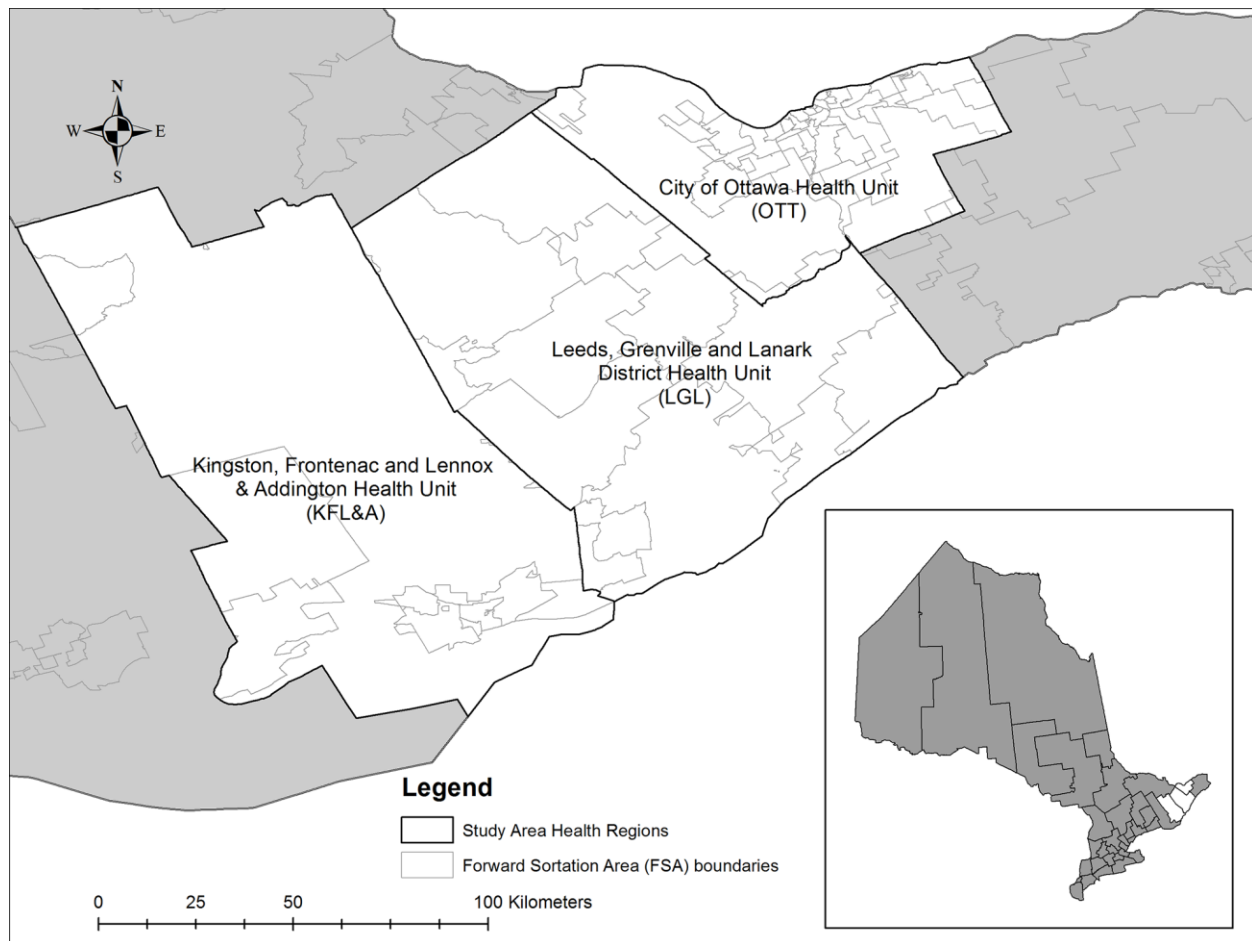 N
W E
S
City of Ottawa Health Unit
(OTT)
Leeds, Grenville and Lanark
District Health Unit
(LGL)
Kingston, Frontenac and Lennox
& Addington Health Unit
(KFL&A)
Legend
Study Area Health Regions
Forward Sortation Area (FSA) boundaries
0 25 50 100 Kilometers